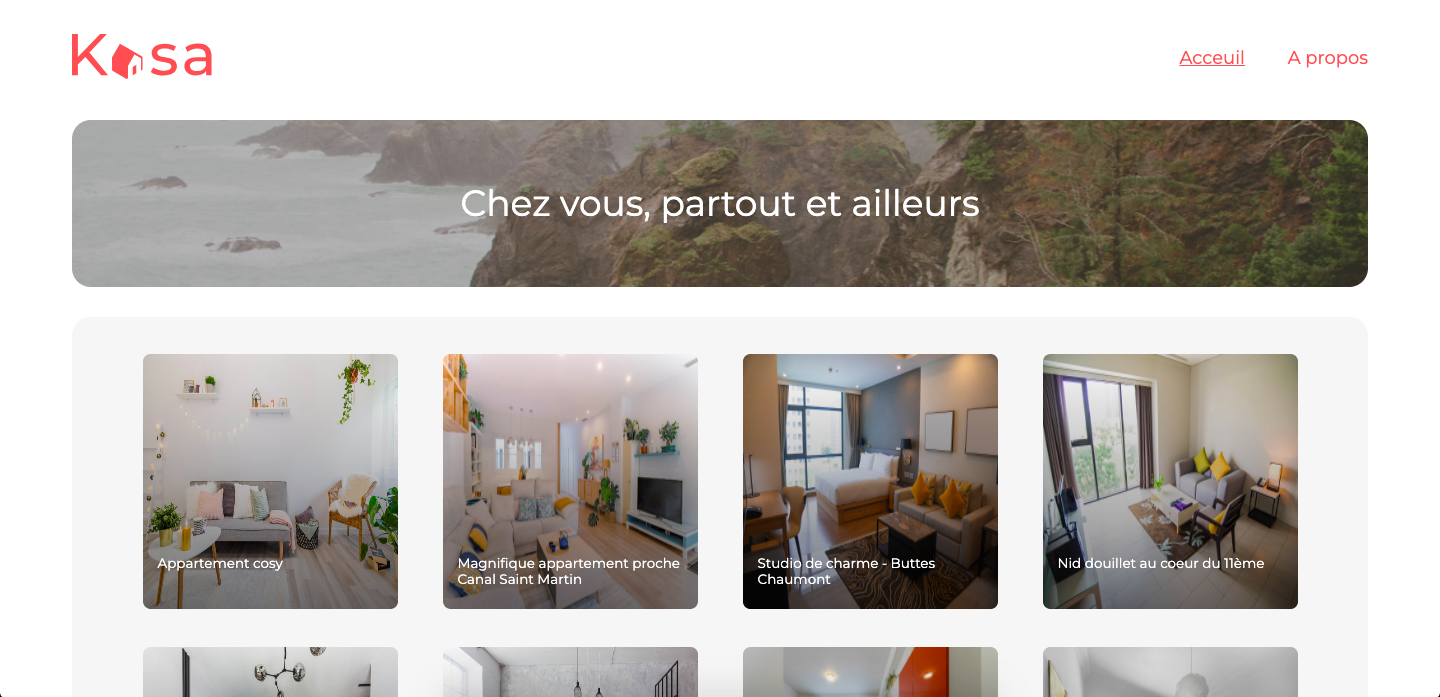 Kasa
Acceuil
A propos
Chez vous, partout et ailleurs
Appartement cosy
Magnifique appartement proche
Canal Saint Martin
Studio de charme - Buttes
Chaumont
Nid douillet au coeur du 11ème